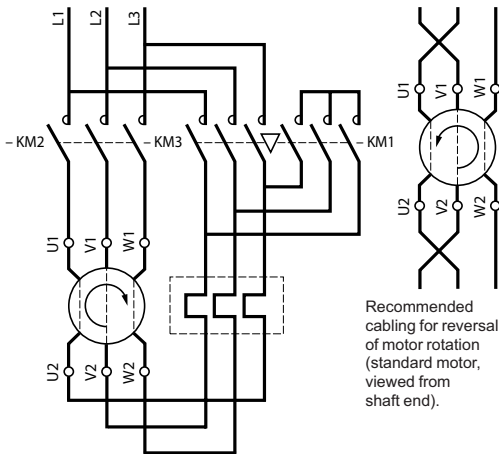 L1
L2
L3
– KM2
– KM3
– KM1
U1
V1
W1
U2
V2
W2
U1
V1
W1
U2
V2
W2
Recommended
cabling for reversal
of motor rotation
(standard motor,
viewed from
shaft end).